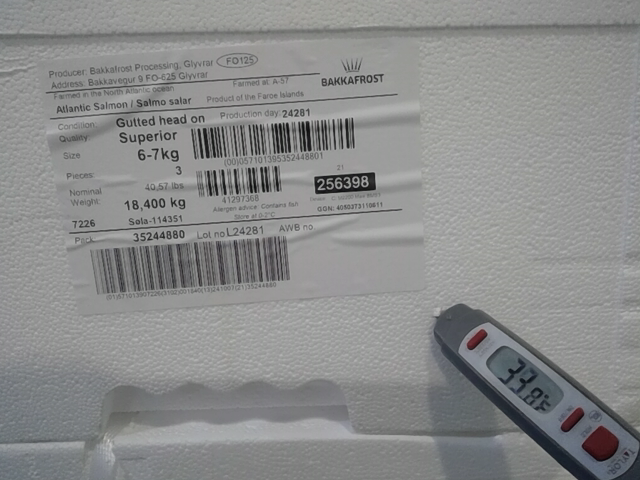 Producer: Bakkafrost Processing, Glyvrar FO125
Address: Bakkavegur 9 FO-625 Glyvrar
Farmed in the North Atlantic ocean Farmed at: A-57
BAKKAFROST
Atlantic Salmon / Salmo salar Product of the Faroe Islands
Condition: Gutted head on Production day: 24281
Quality: Superior
Size 6-7kg
(00)057101395352448801
Pieces: 3
21
Nominal 40,57 lbs
Weight: 18,400 kg
41297368
256398
Allergen advice: Contains fish
Store at 0-2°C
GGN: 4050373110611
7226 Søla-114351
Pack. 35244880 Lot no L24281 AWB no
33.8°F
TAYLOR